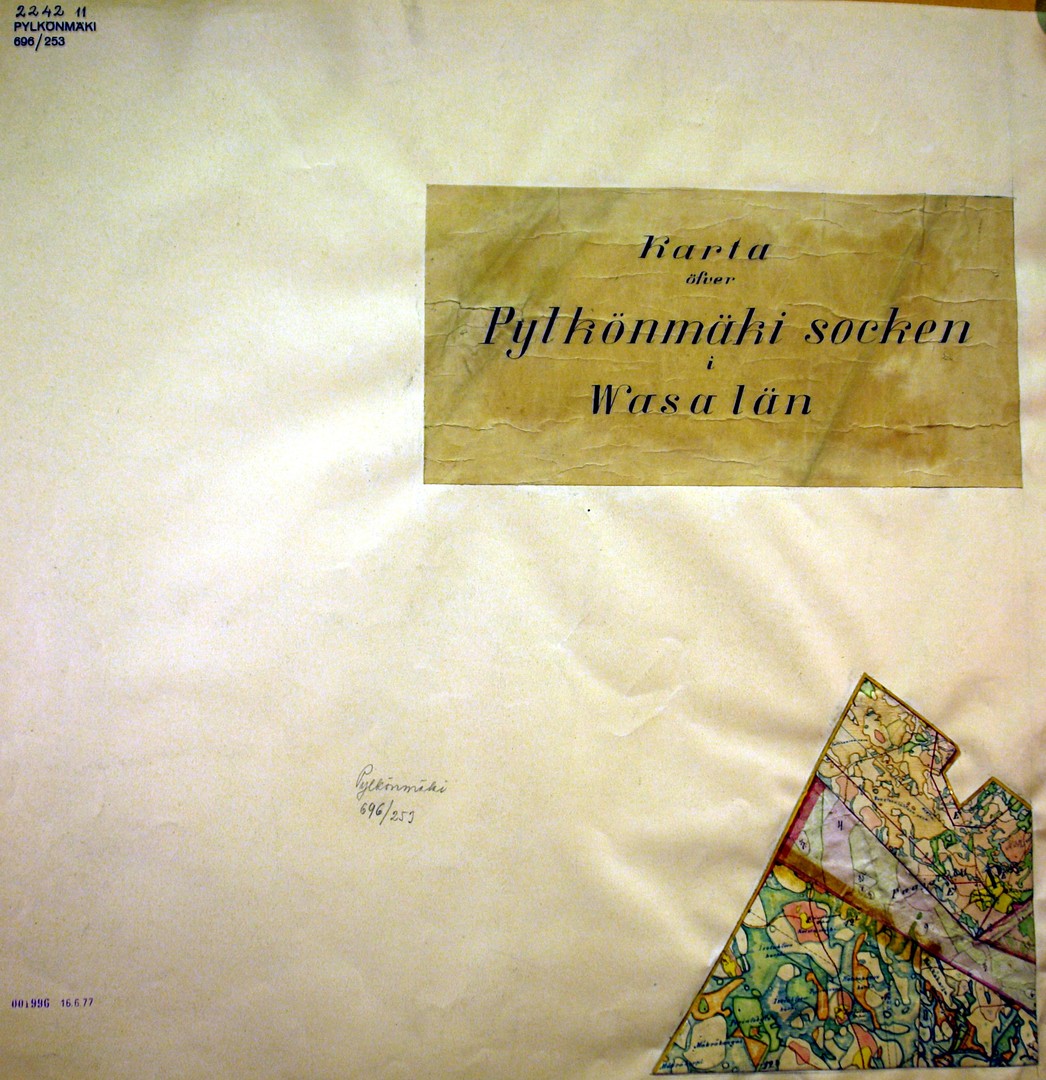 2242 11
PYLKÖNMÄKI
696/253
Karta
öfver
Pylkönmäki socken
i
Wasa län
Pylkönmäki
696/253
001996 16.6.77